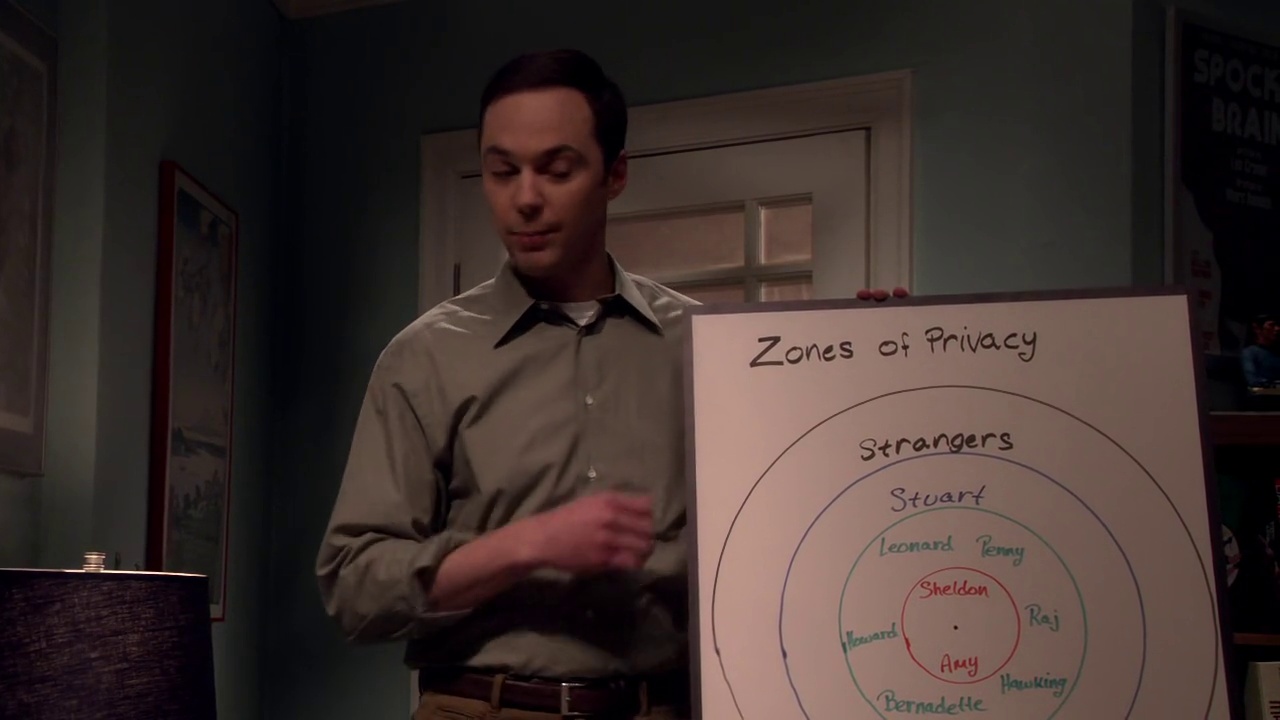 SPOCK
BRAIN
Zones of Privacy
Strangers
Stuart
Leonard Penny
Sheldon
Raj
Howard
Amy
Hawking
Bernadette